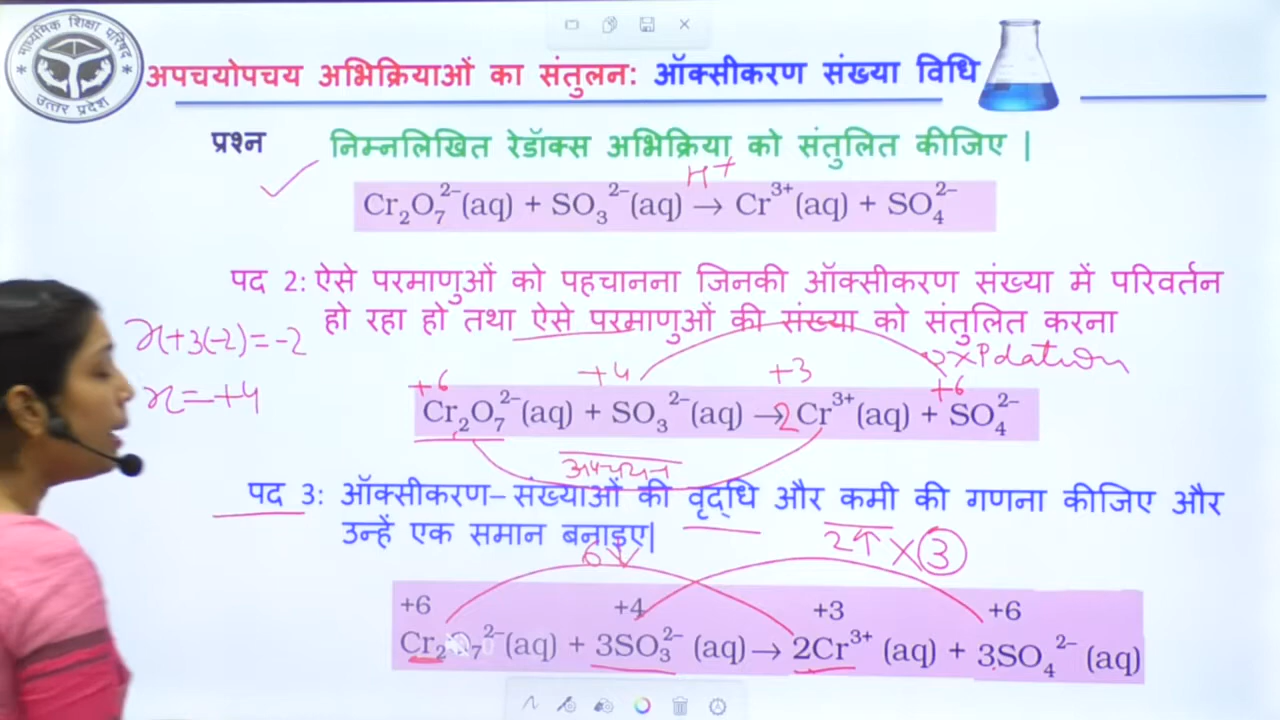 माध्यमिक शिक्षा परिषद
उत्तर प्रदेश
अपचयोपचय अभिक्रियाओं का संतुलन: ऑक्सीकरण संख्या विधि
प्रश्न निम्नलिखित रेडॉक्स अभिक्रिया को संतुलित कीजिए |
H+
Cr₂O₇²⁻(aq) + SO₃²⁻(aq) → Cr³⁺(aq) + SO₄²⁻
पद 2: ऐसे परमाणुओं को पहचानना जिनकी ऑक्सीकरण संख्या में परिवर्तन
हो रहा हो तथा ऐसे परमाणुओं की संख्या को संतुलित करना
x+3(-2)=-2
x=+4
+6 +4 +3 +6
Cr₂O₇²⁻(aq) + SO₃²⁻(aq) → 2Cr³⁺(aq) + SO₄²⁻
अपचयन
पद 3: ऑक्सीकरण-संख्याओं की वृद्धि और कमी की गणना कीजिए और
उन्हें एक समान बनाइए|
6↓ 2↑ × 3
+6 +4 +3 +6
Cr₂O₇²⁻(aq) + 3SO₃²⁻ (aq) → 2Cr³⁺ (aq) + 3SO₄²⁻ (aq)